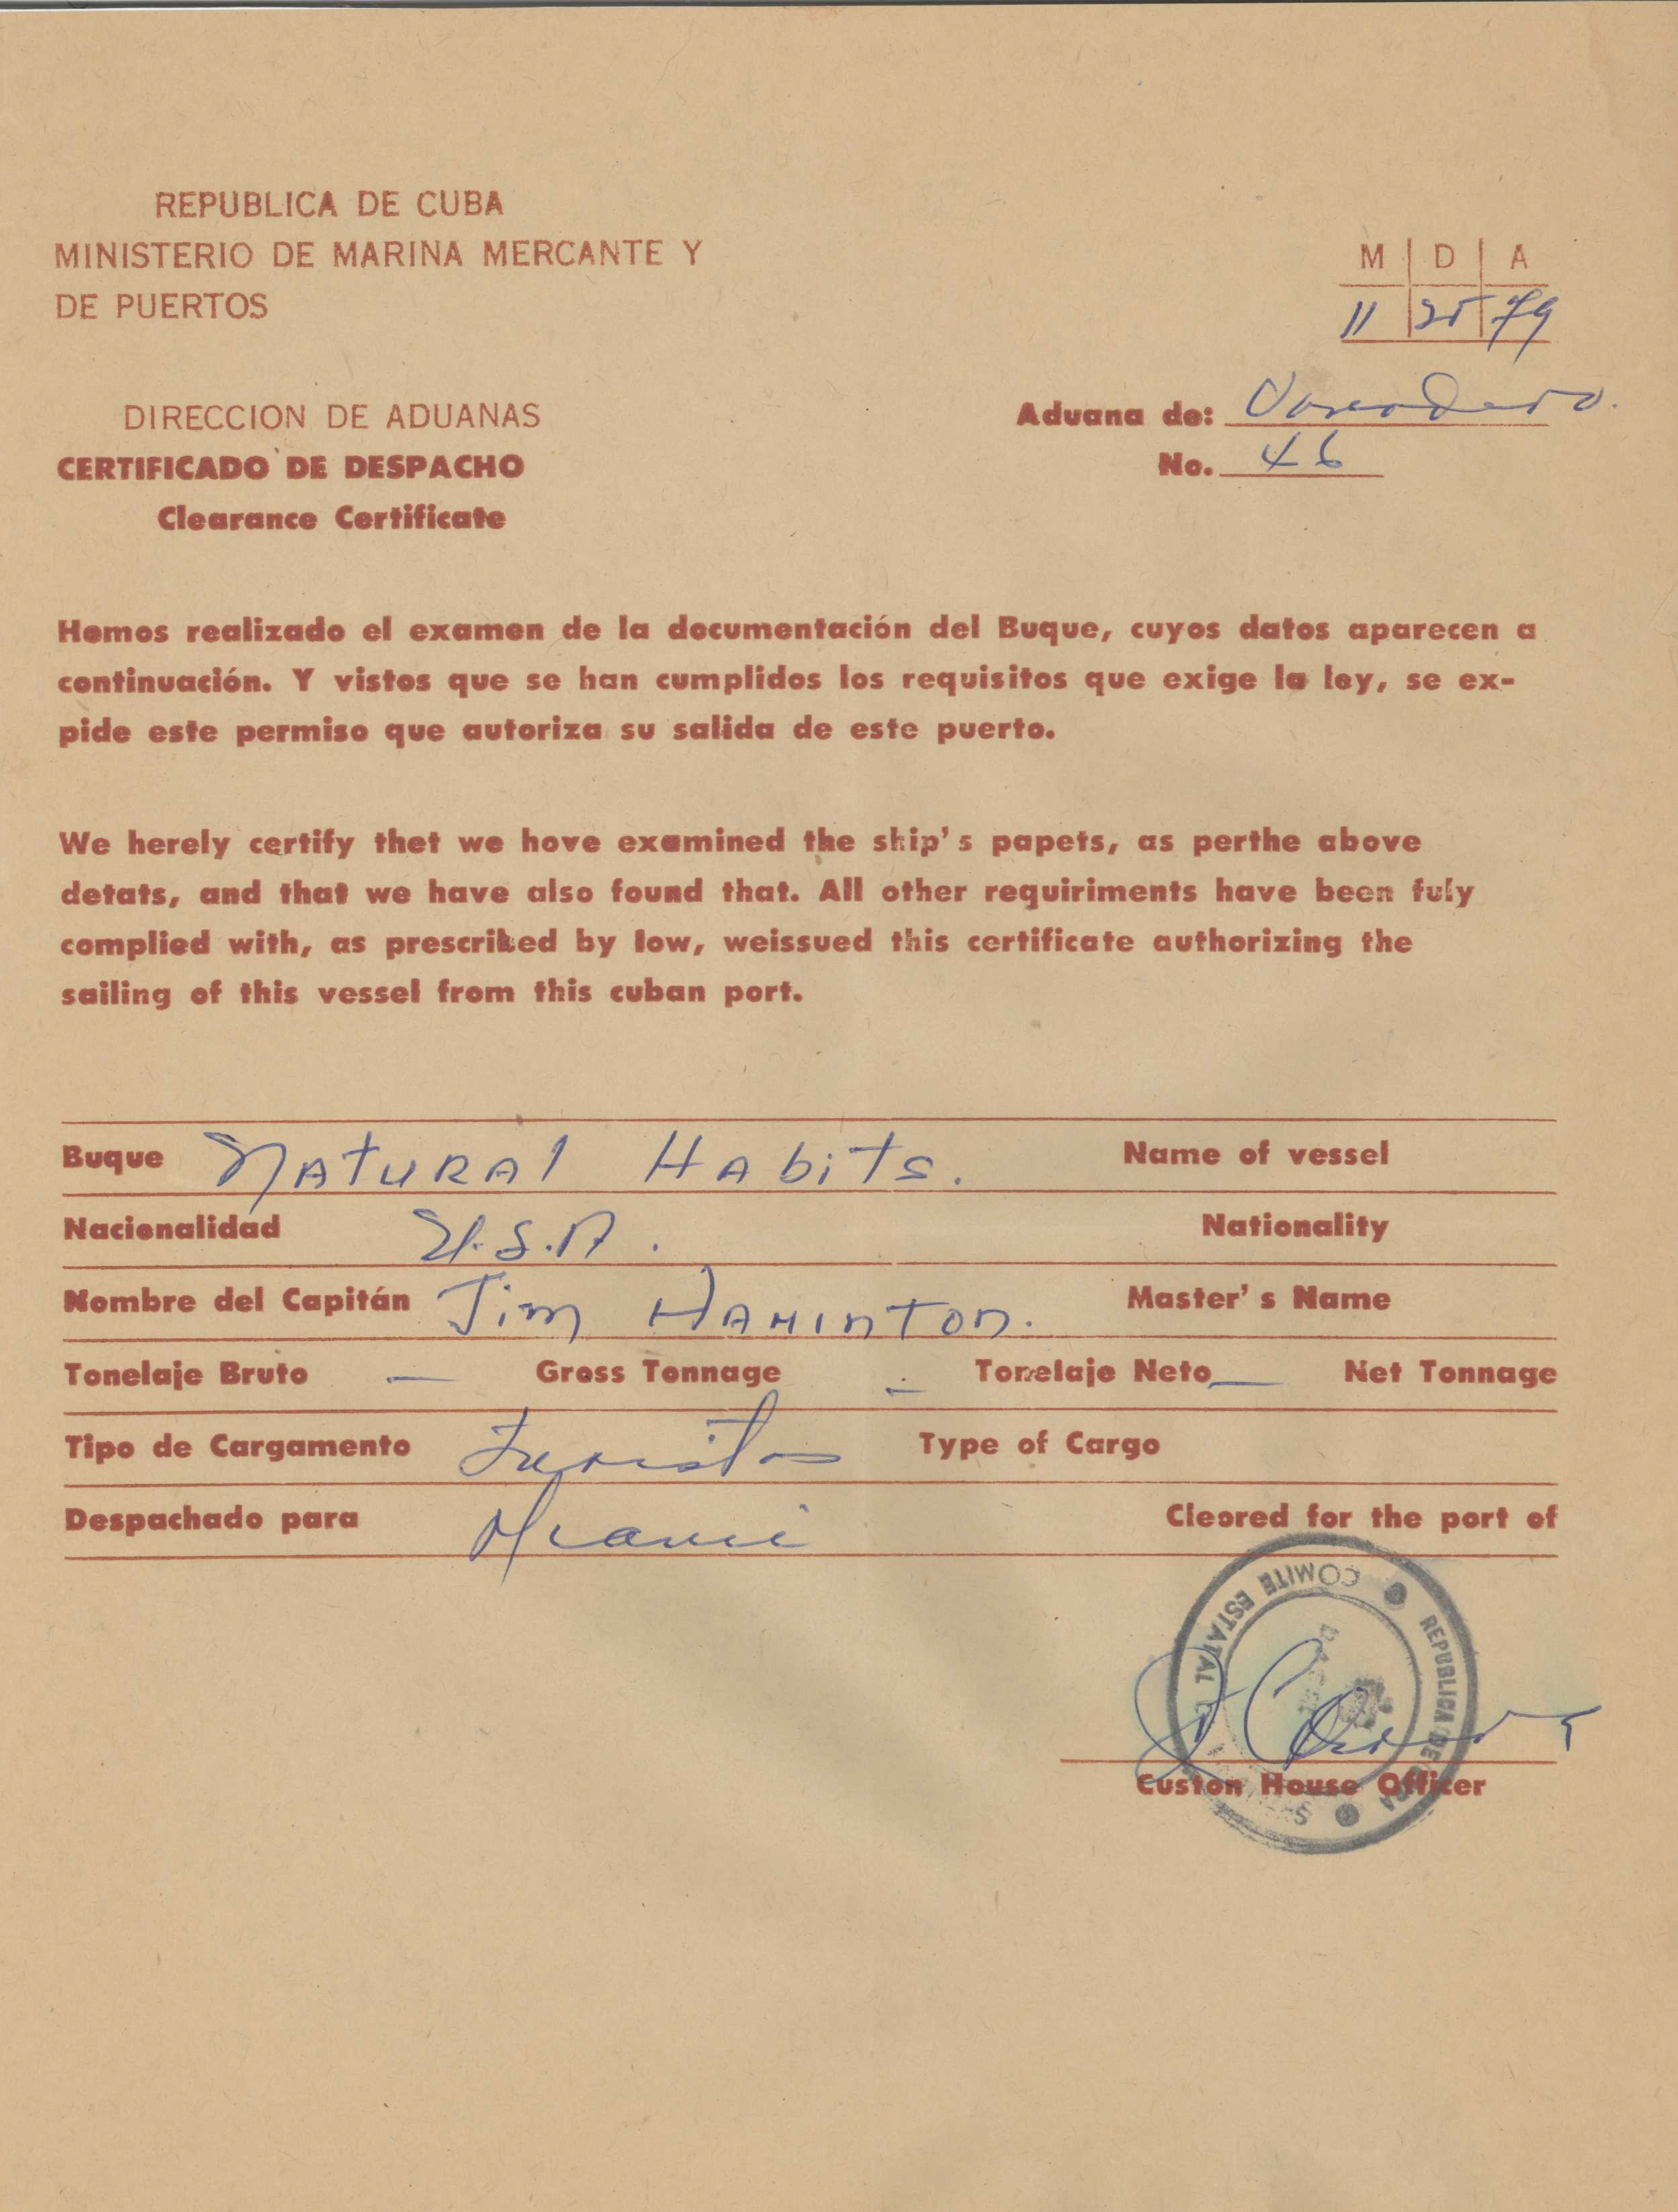 REPUBLICA DE CUBA
MINISTERIO DE MARINA MERCANTE Y
DE PUERTOS
M D A
11 25 79
DIRECCION DE ADUANAS
Aduana de: Varadero.
CERTIFICADO DE DESPACHO
No. 46
Clearance Certificate
Hemos realizado el examen de la documentación del Buque, cuyos datos aparecen a
continuación. Y vistos que se han cumplidos los requisitos que exige la ley, se ex-
pide este permiso que autoriza su salida de este puerto.
We herely certify thet we hove examined the ship's papets, as perthe above
detats, and that we have also found that. All other requiriments have been fuly
complied with, as prescribed by low, weissued this certificate authorizing the
sailing of this vessel from this cuban port.
Buque NATURAl HAbiTS. Name of vessel
Nacionalidad U.S.A. Nationality
Nombre del Capitán Jim HAMINTON. Master's Name
Tonelaje Bruto — Gross Tonnage — Tonelaje Neto — Net Tonnage
Tipo de Cargamento Turistas Type of Cargo
Despachado para Miami Cleored for the port of
REPUBLICA DE CUBA
COMITE ESTATAL
Custon House Officer